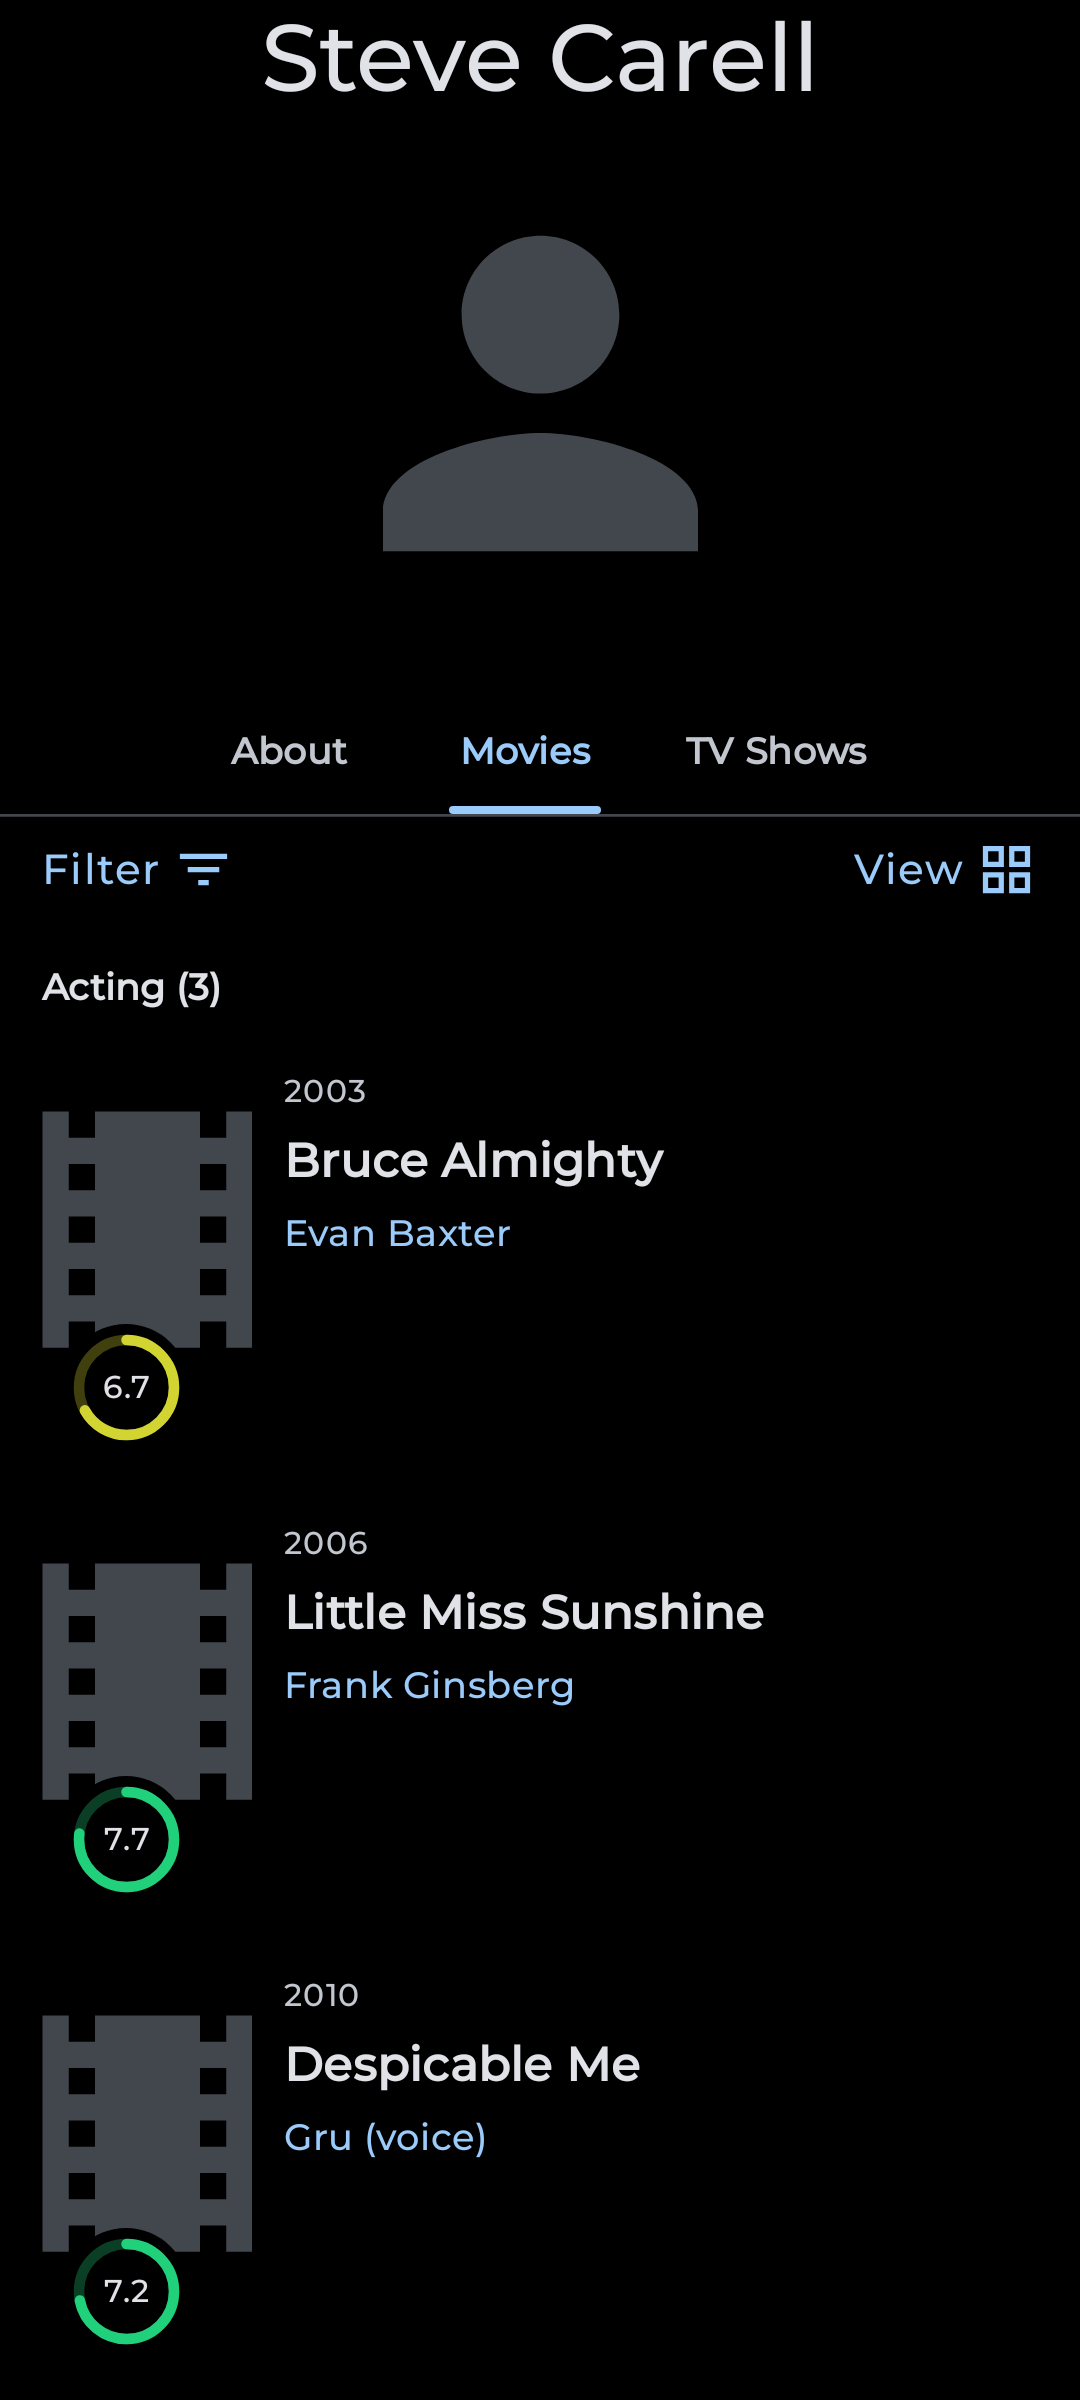 Steve Carell
About
Movies
TV Shows
Filter
View
Acting (3)
2003
Bruce Almighty
Evan Baxter
6.7
2006
Little Miss Sunshine
Frank Ginsberg
7.7
2010
Despicable Me
Gru (voice)
7.2